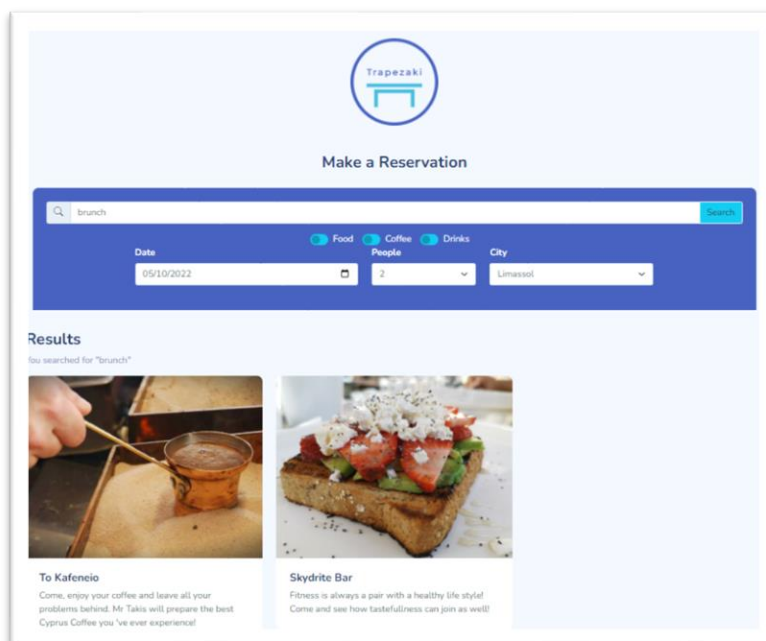 Trapezaki
Make a Reservation
brunch
Search
Food Coffee Drinks
Date People City
05/10/2022 2 Limassol
Results
You searched for "brunch"
To Kafeneio
Come, enjoy your coffee and leave all your
problems behind. Mr Takis will prepare the best
Cyprus Coffee you 've ever experience!
Skydrite Bar
Fitness is always a pair with a healthy life style!
Come and see how tastefullness can join as well!